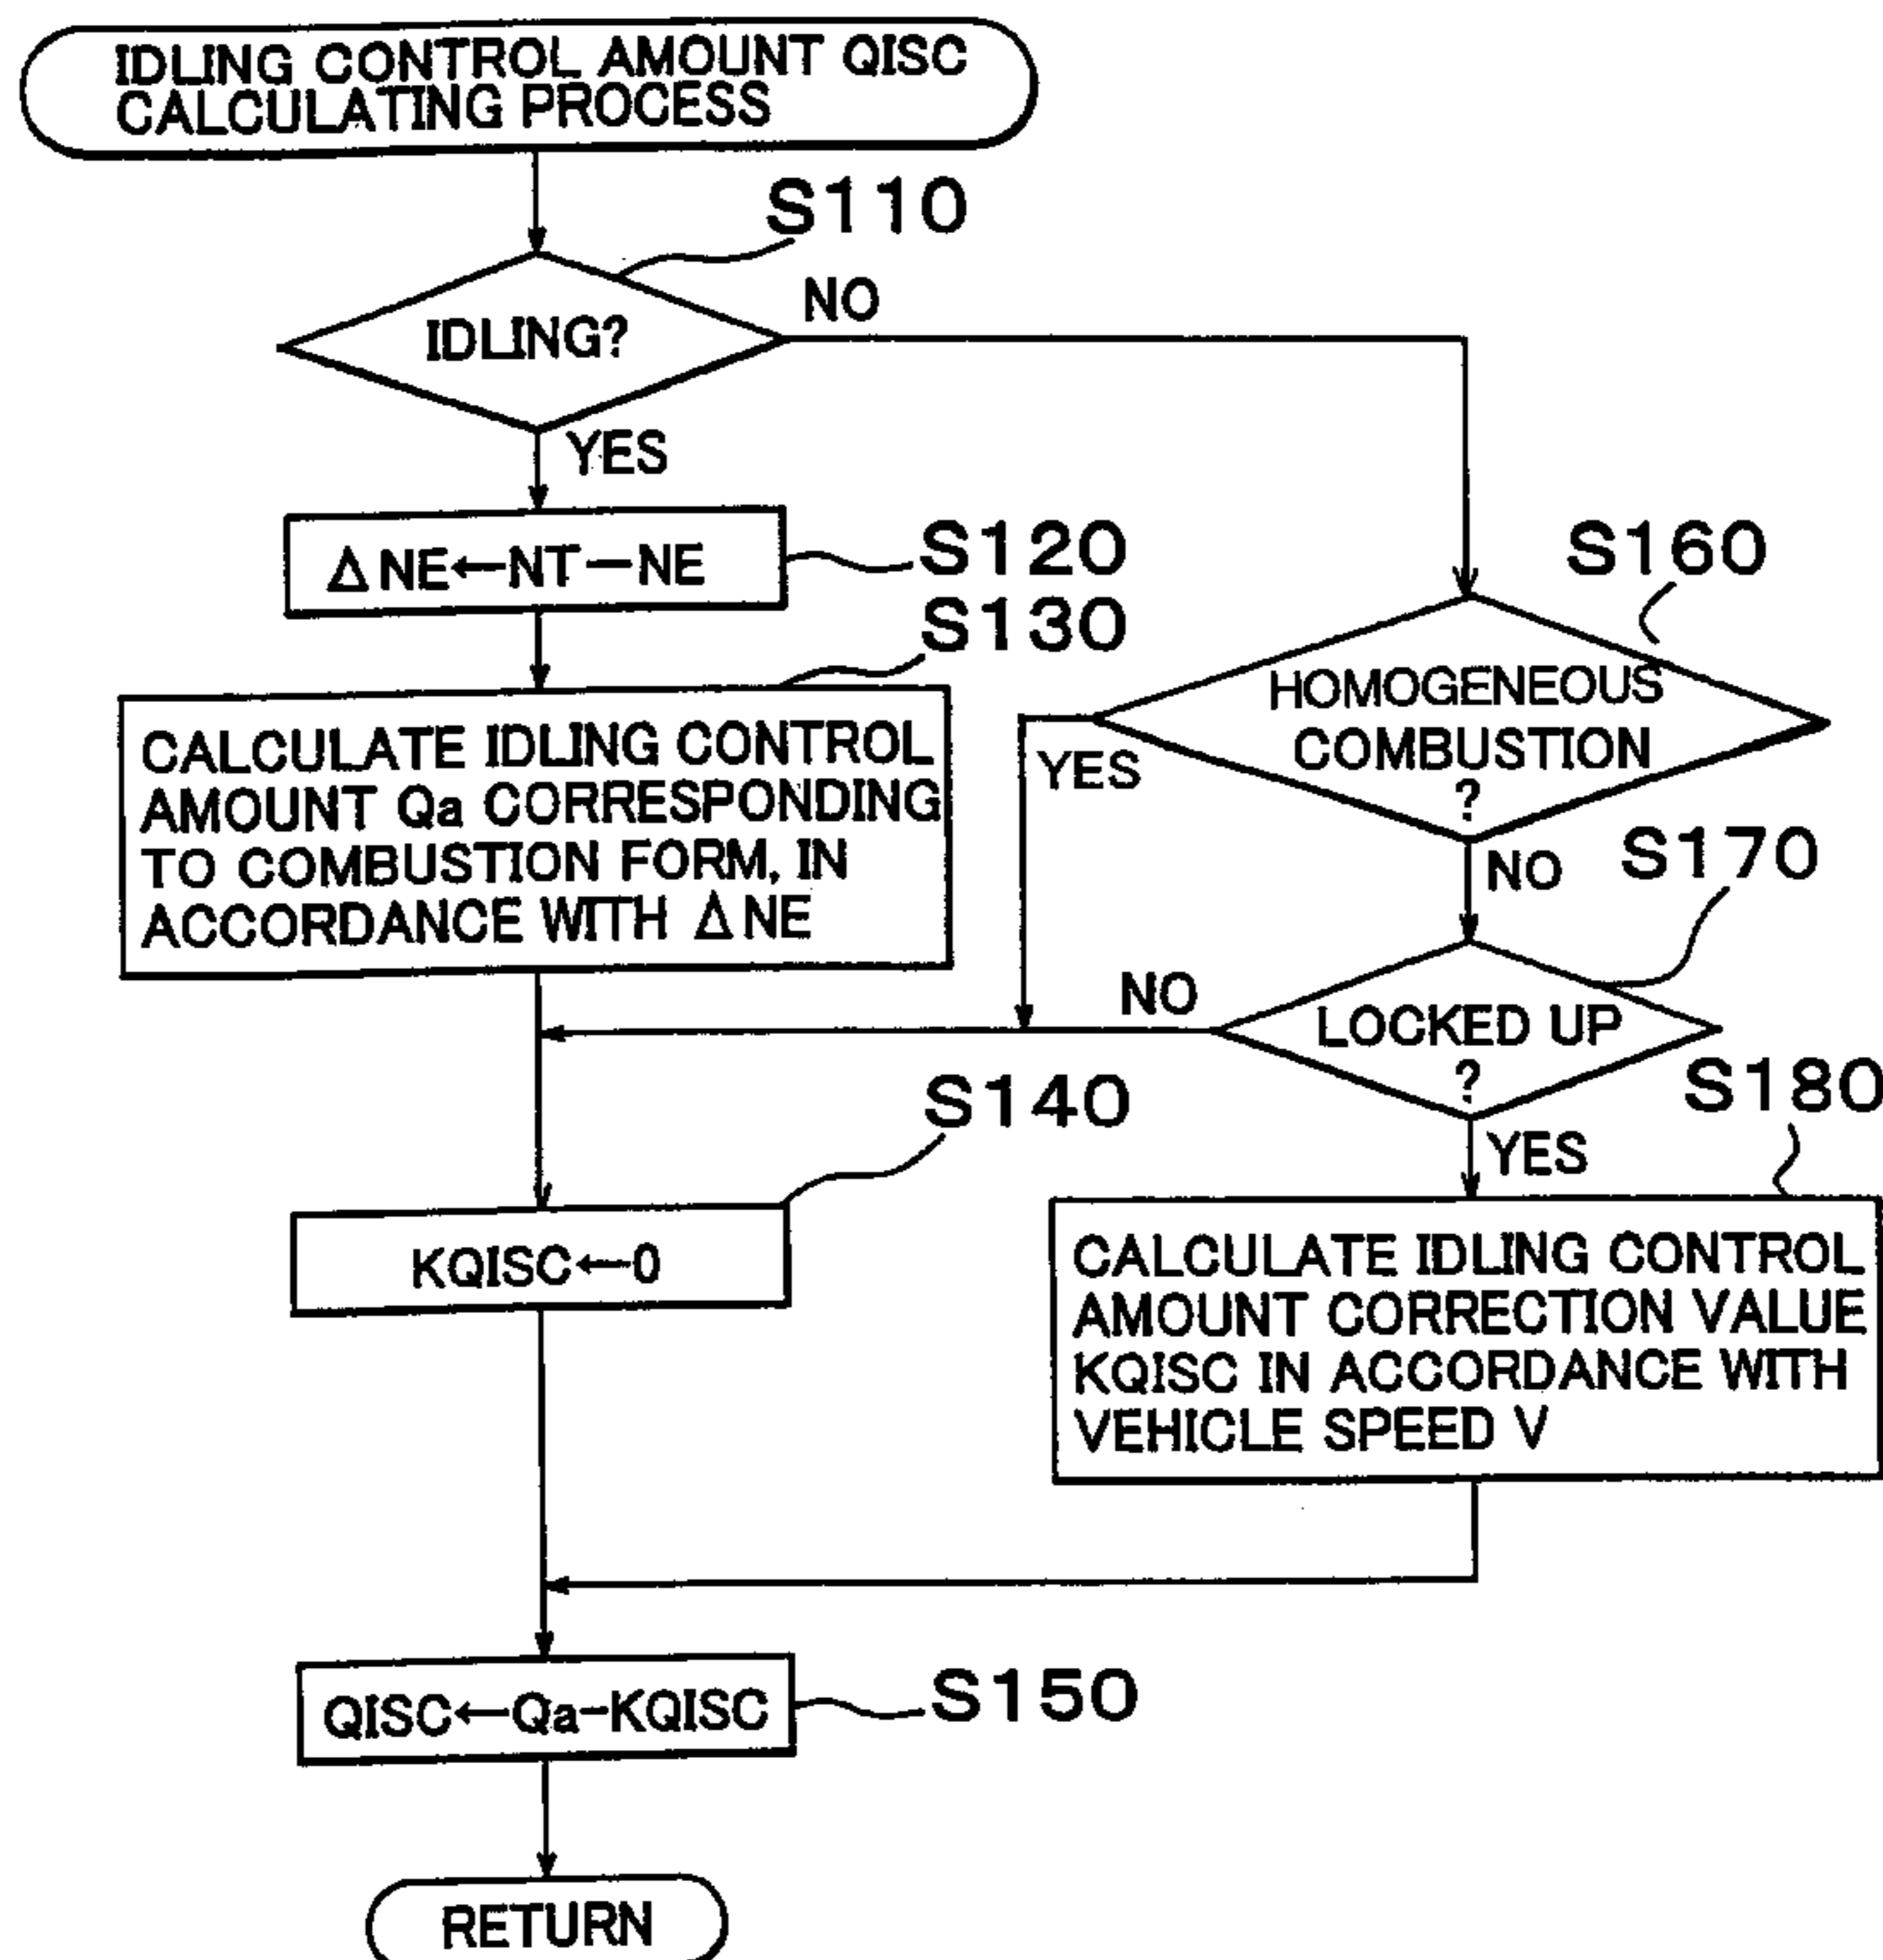 IDLING CONTROL AMOUNT QISC
CALCULATING PROCESS
S110
IDLING?
NO
YES
ΔNE←NT−NE
S120
S130
CALCULATE IDLING CONTROL
AMOUNT Qa CORRESPONDING
TO COMBUSTION FORM, IN
ACCORDANCE WITH ΔNE
S160
HOMOGENEOUS
COMBUSTION
?
YES
NO
S170
LOCKED UP
?
NO
YES
S140
KQISC←0
S180
CALCULATE IDLING CONTROL
AMOUNT CORRECTION VALUE
KQISC IN ACCORDANCE WITH
VEHICLE SPEED V
QISC←Qa-KQISC
S150
RETURN